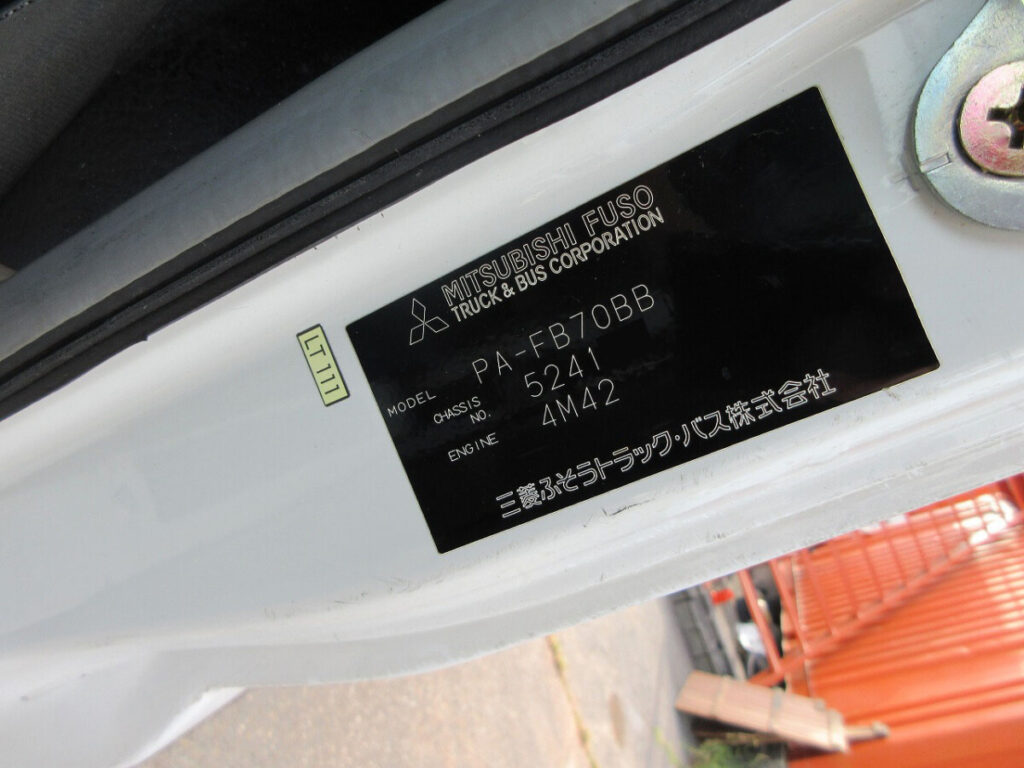 MITSUBISHI FUSO
TRUCK & BUS CORPORATION
MODEL PA-FB70BB
CHASSIS NO. 5241
ENGINE 4M42
三菱ふそうトラック・バス株式会社
LT111